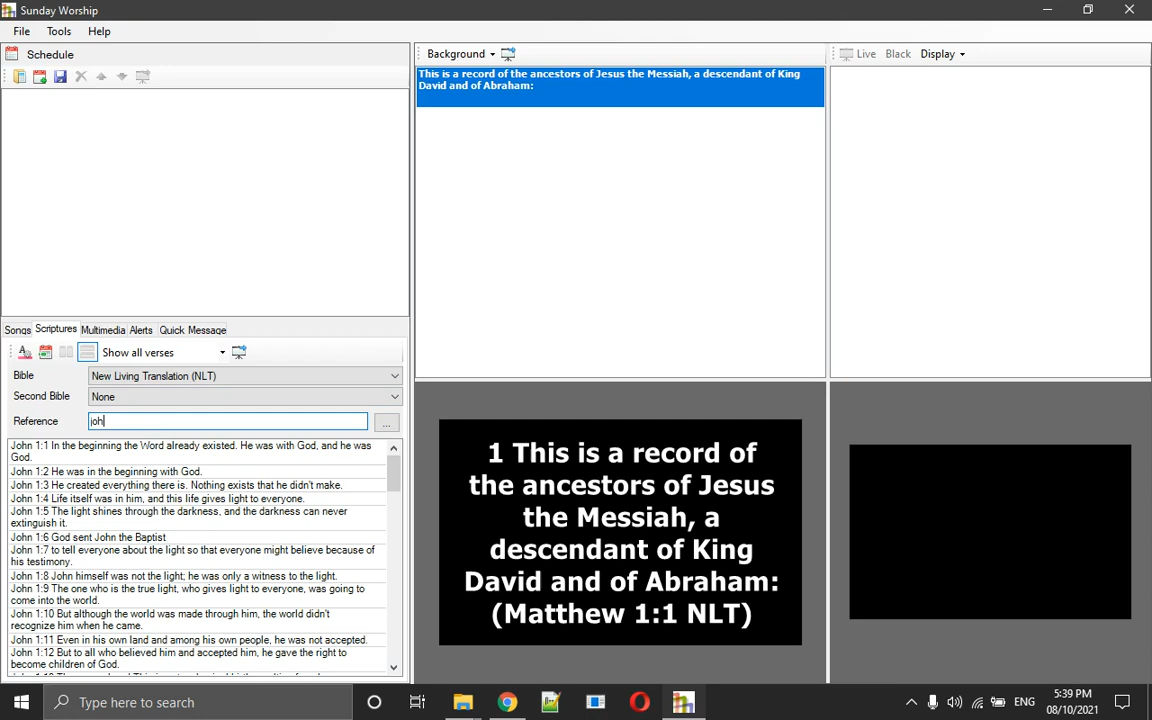 Sunday Worship
File Tools Help
Schedule
Songs Scriptures Multimedia Alerts Quick Message
Show all verses
Bible New Living Translation (NLT)
Second Bible None
Reference joh ...
John 1:1 In the beginning the Word already existed. He was with God, and he was
God.
John 1:2 He was in the beginning with God.
John 1:3 He created everything there is. Nothing exists that he didn't make.
John 1:4 Life itself was in him, and this life gives light to everyone.
John 1:5 The light shines through the darkness, and the darkness can never
extinguish it.
John 1:6 God sent John the Baptist
John 1:7 to tell everyone about the light so that everyone might believe because of
his testimony.
John 1:8 John himself was not the light; he was only a witness to the light.
John 1:9 The one who is the true light, who gives light to everyone, was going to
come into the world.
John 1:10 But although the world was made through him, the world didn't
recognize him when he came.
John 1:11 Even in his own land and among his own people, he was not accepted.
John 1:12 But to all who believed him and accepted him, he gave the right to
become children of God.
Background
This is a record of the ancestors of Jesus the Messiah, a descendant of King
David and of Abraham:
Live Black Display
1 This is a record of
the ancestors of Jesus
the Messiah, a
descendant of King
David and of Abraham:
(Matthew 1:1 NLT)
Type here to search
ENG
5:39 PM
08/10/2021